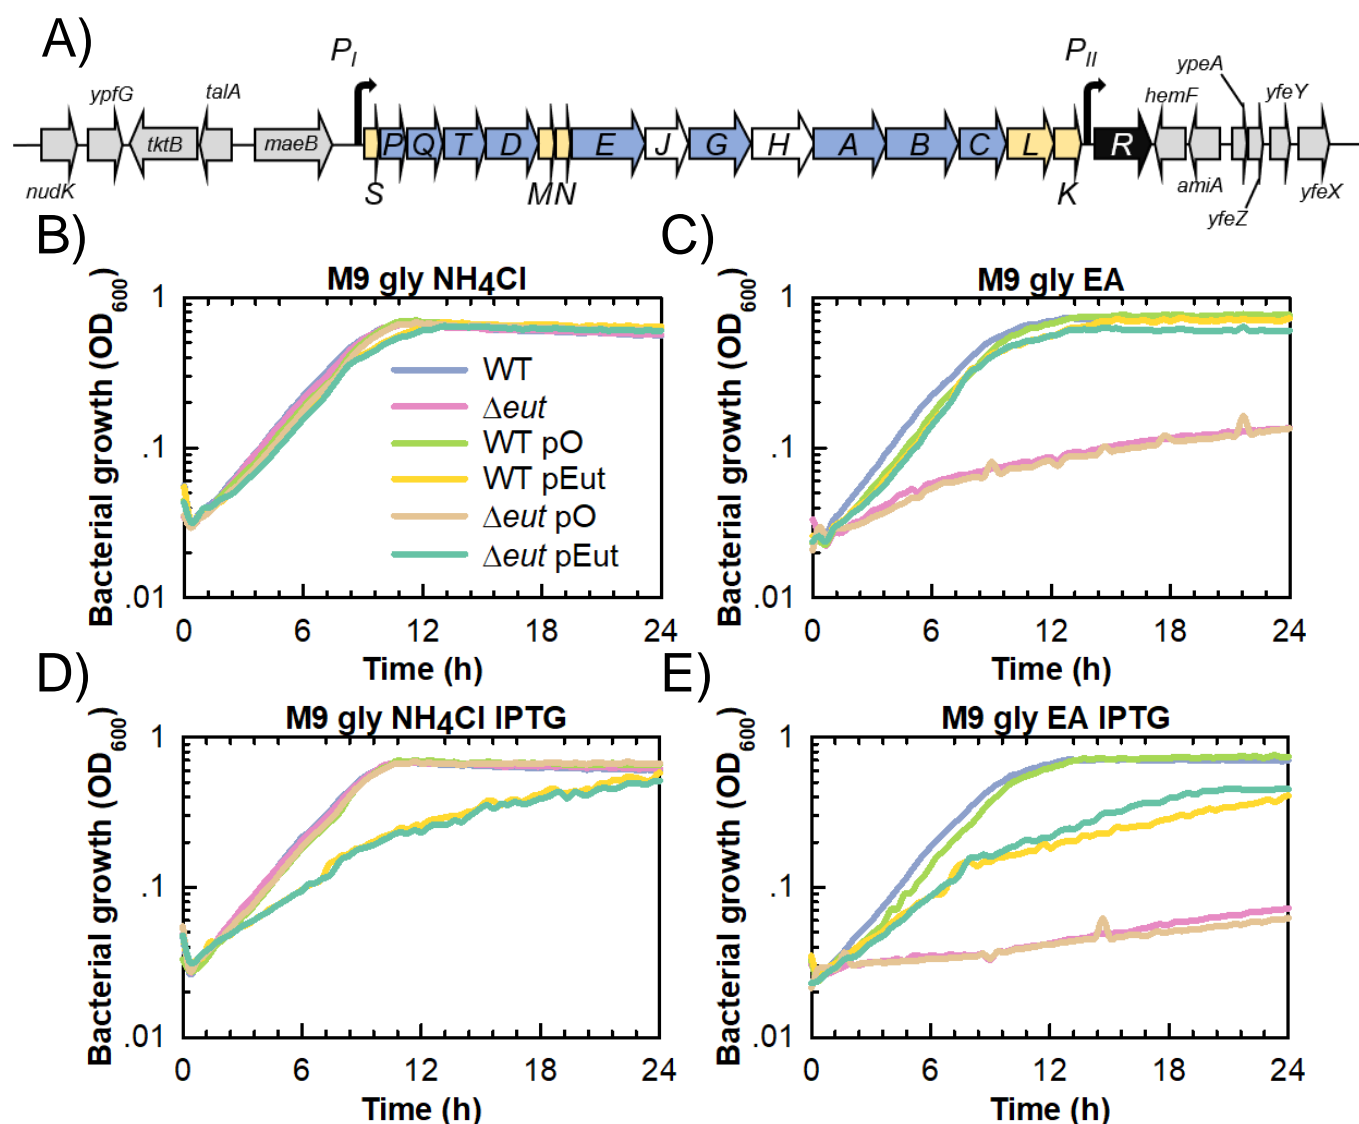 A)
P_I
P_II
ypeA
ypfG
talA
hemF
yfeY
tktB
maeB
P Q T D E J G H A B C L R
nudK
S
M N
K
amiA
yfeZ
yfeX
B)
M9 gly NH4Cl
Bacterial growth (OD600)
1
.1
.01
WT
Δeut
WT pO
WT pEut
Δeut pO
Δeut pEut
0 6 12 18 24
Time (h)
C)
M9 gly EA
Bacterial growth (OD600)
1
.1
.01
0 6 12 18 24
Time (h)
D)
M9 gly NH4Cl IPTG
Bacterial growth (OD600)
1
.1
.01
0 6 12 18 24
Time (h)
E)
M9 gly EA IPTG
Bacterial growth (OD600)
1
.1
.01
0 6 12 18 24
Time (h)